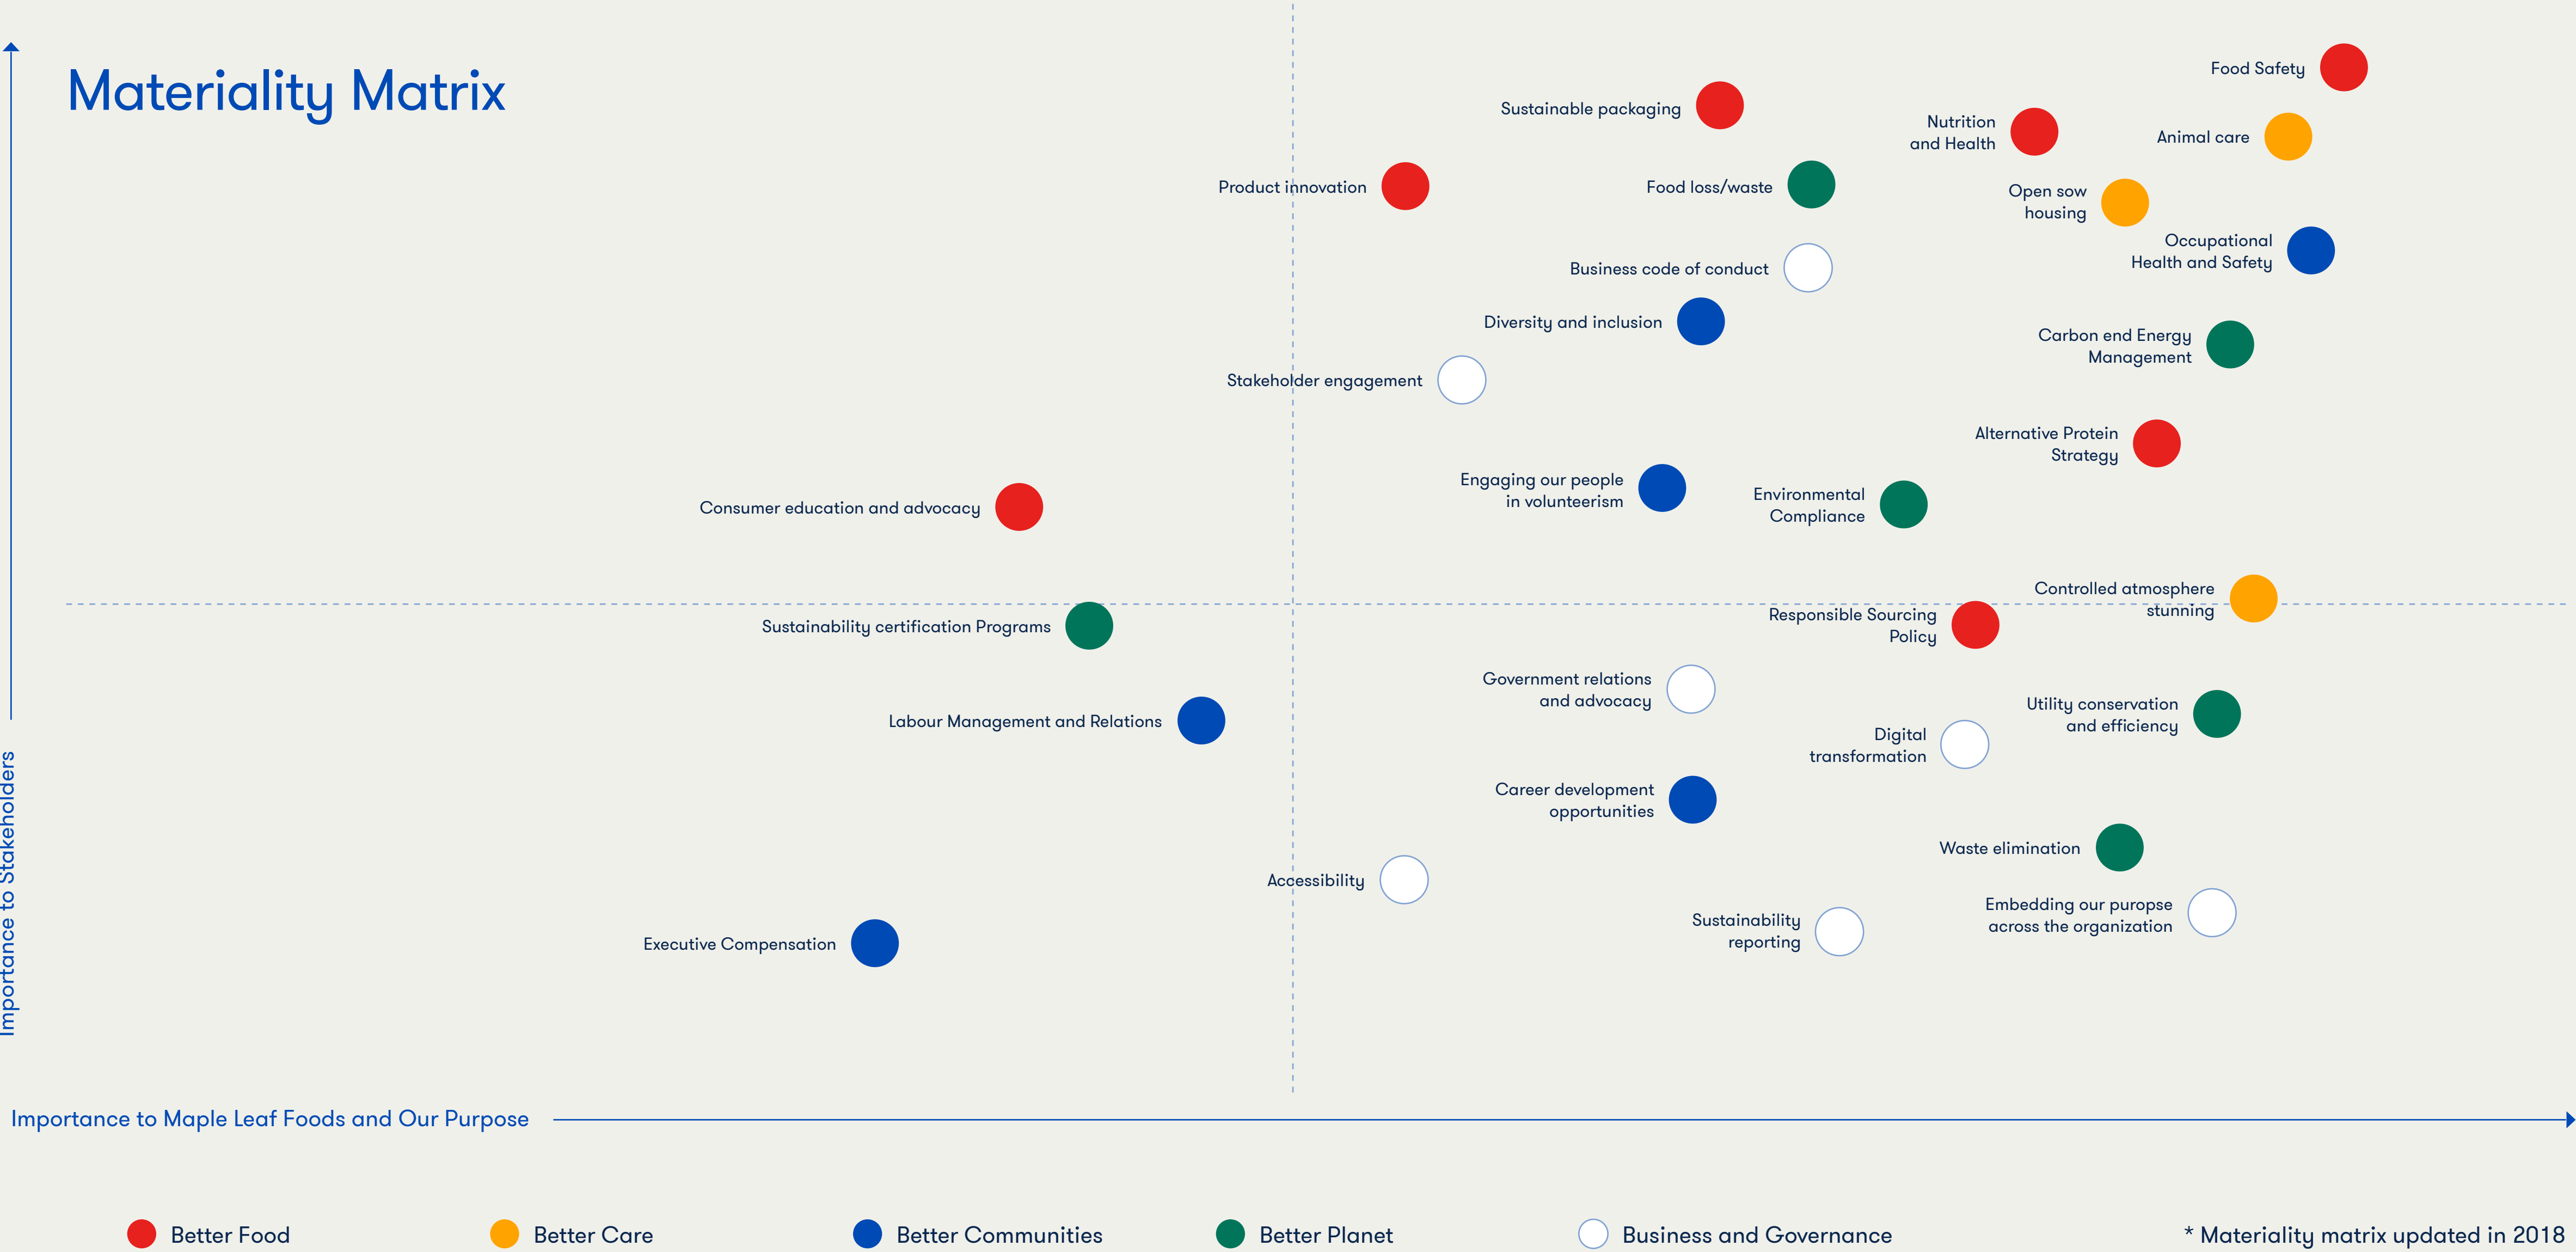 Materiality Matrix
Food Safety
Sustainable packaging
Nutrition
and Health
Animal care
Product innovation
Food loss/waste
Open sow
housing
Occupational
Health and Safety
Business code of conduct
Diversity and inclusion
Carbon end Energy
Management
Stakeholder engagement
Alternative Protein
Strategy
Engaging our people
in volunteerism
Environmental
Compliance
Consumer education and advocacy
Controlled atmosphere
stunning
Responsible Sourcing
Policy
Sustainability certification Programs
Government relations
and advocacy
Utility conservation
and efficiency
Labour Management and Relations
Digital
transformation
Career development
opportunities
Waste elimination
Accessibility
Embedding our puropse
across the organization
Sustainability
reporting
Executive Compensation
Importance to Stakeholders
Importance to Maple Leaf Foods and Our Purpose
Better Food
Better Care
Better Communities
Better Planet
Business and Governance
* Materiality matrix updated in 2018